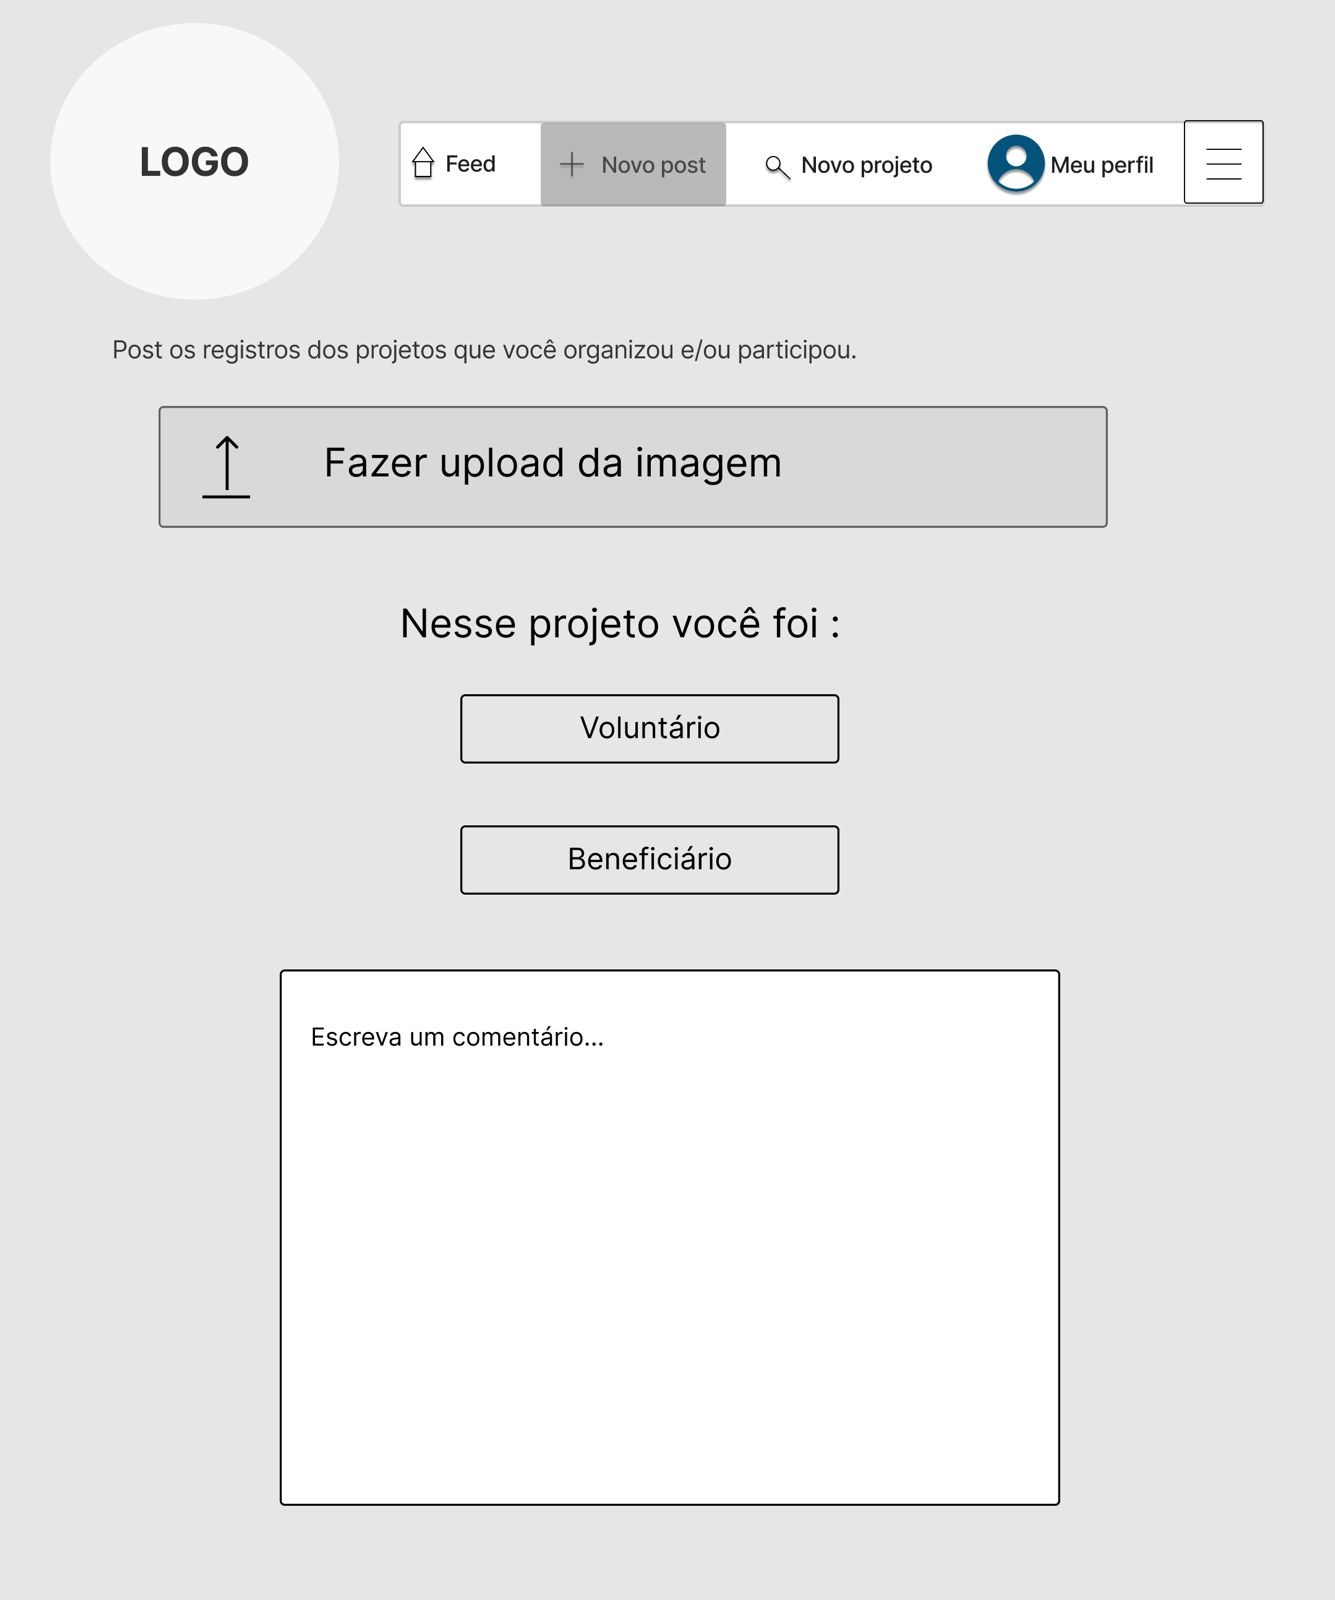 LOGO
Feed
Novo post
Novo projeto
Meu perfil
Post os registros dos projetos que você organizou e/ou participou.
Fazer upload da imagem
Nesse projeto você foi :
Voluntário
Beneficiário
Escreva um comentário...